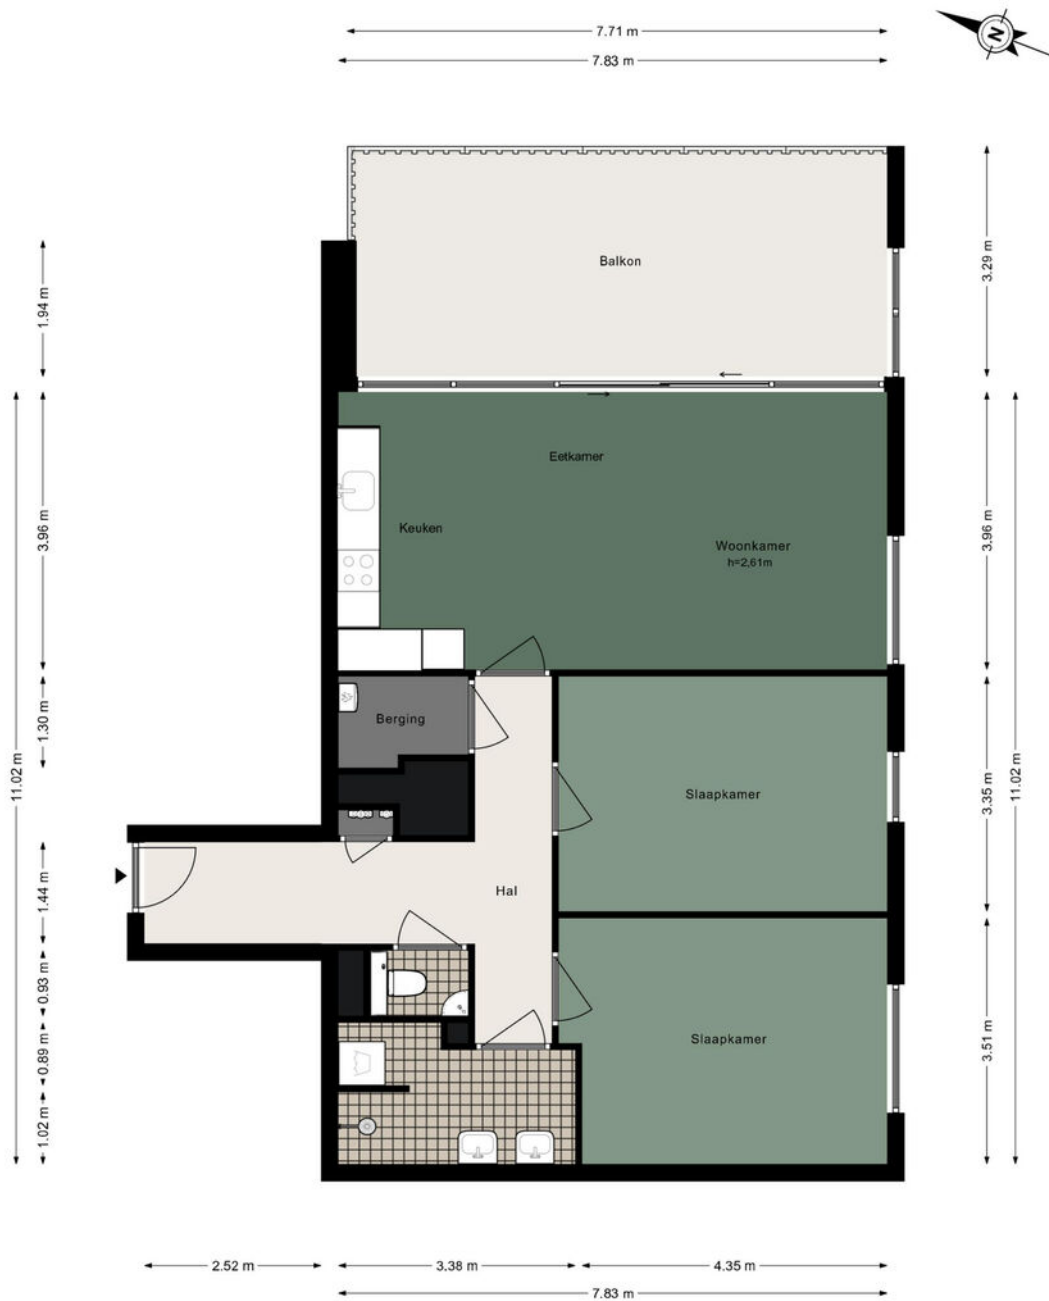 7.71 m
7.83 m
N
Balkon
1.94 m
3.29 m
Eetkamer
Keuken
Woonkamer
h=2,61m
3.96 m
3.96 m
Berging
1.30 m
Slaapkamer
3.35 m
11.02 m
11.02 m
Hal
1.44 m
0.93 m
0.89 m
1.02 m
Slaapkamer
3.51 m
2.52 m
3.38 m
4.35 m
7.83 m